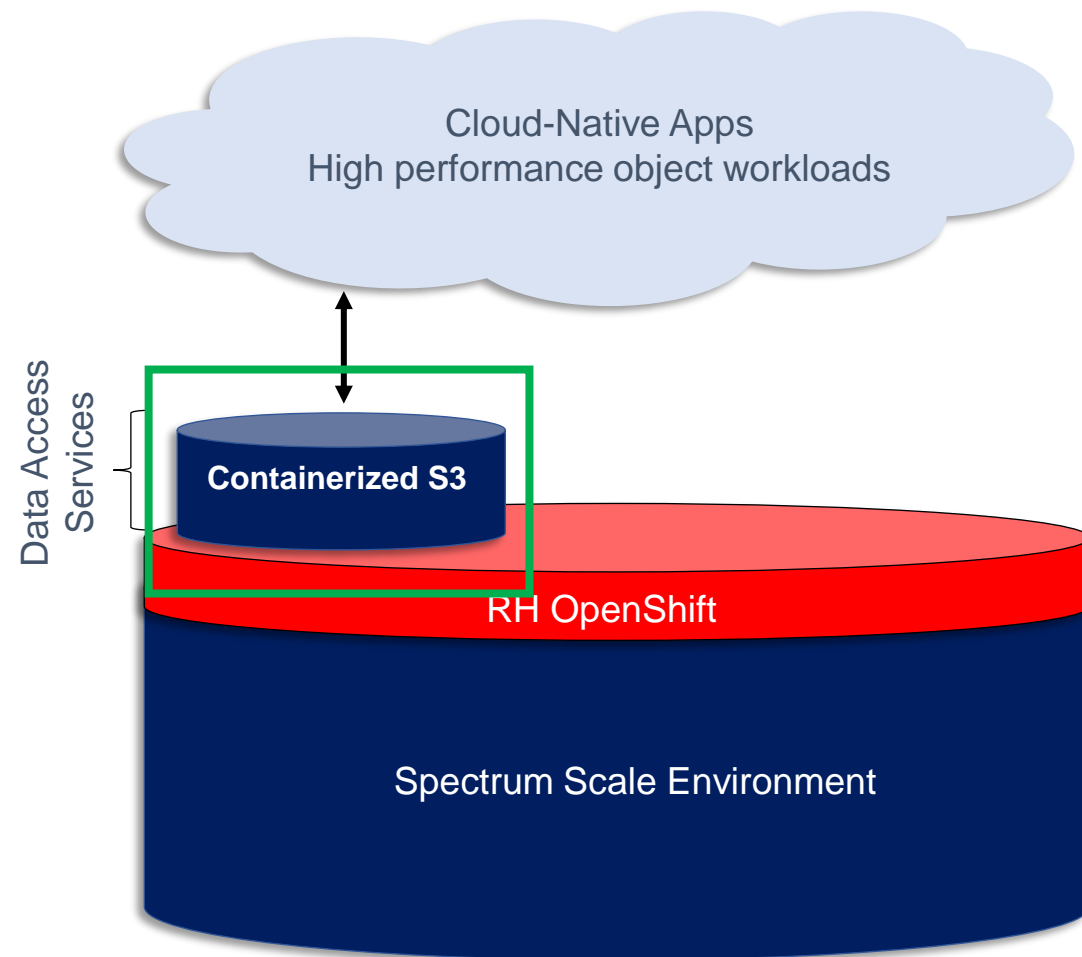 Cloud-Native Apps
High performance object workloads
Data Access
Services
Containerized S3
RH OpenShift
Spectrum Scale Environment